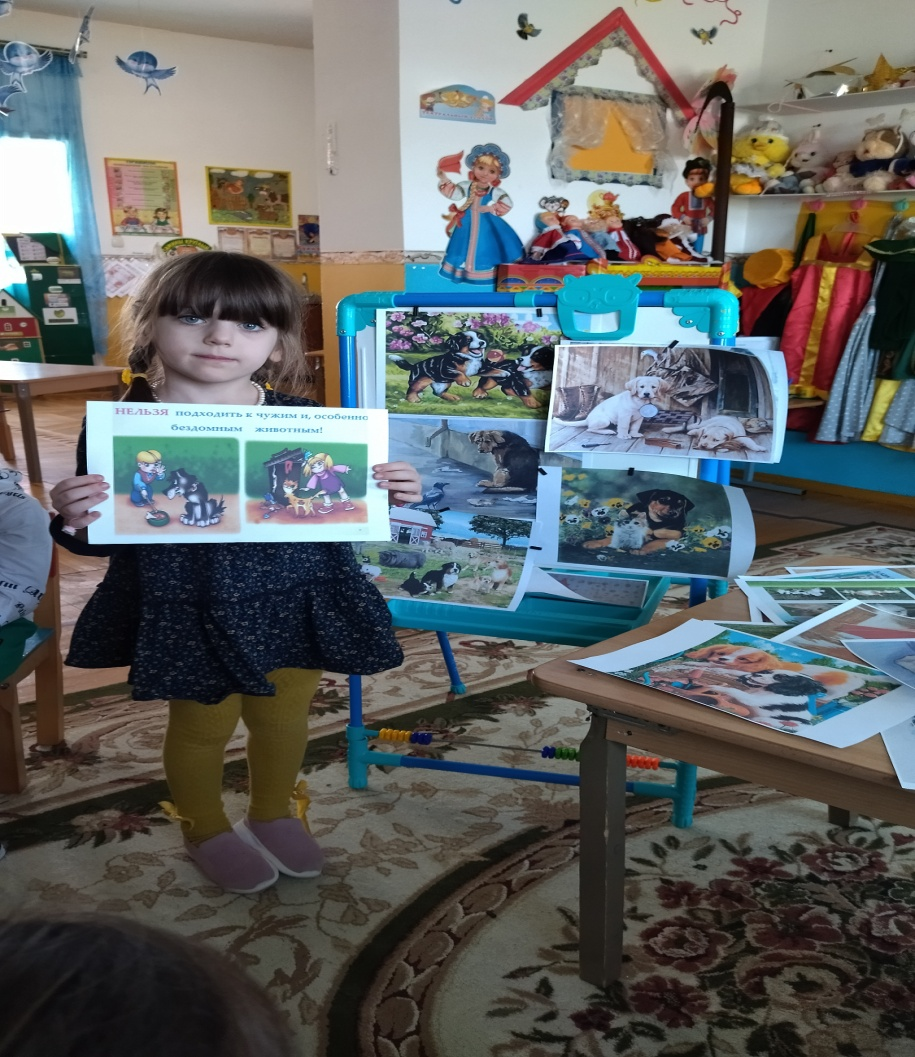 НЕЛЬЗЯ подходить к чужим и, особенно
бездомным животным!